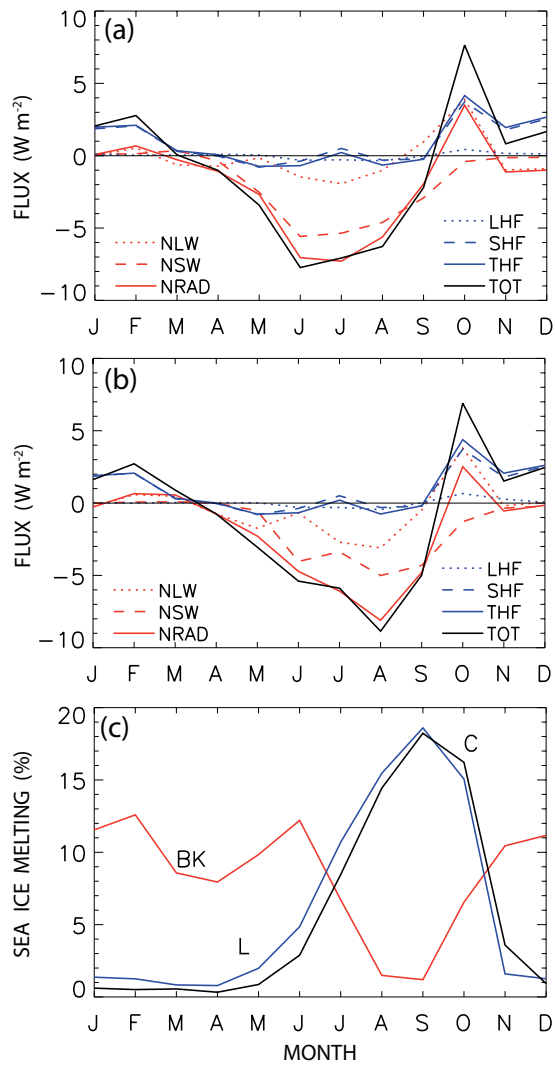 (a)
10
5
0
−5
−10
FLUX (W m⁻²)
NLW
NSW
NRAD
LHF
SHF
THF
TOT
J F M A M J J A S O N D
(b)
10
5
0
−5
−10
FLUX (W m⁻²)
NLW
NSW
NRAD
LHF
SHF
THF
TOT
J F M A M J J A S O N D
(c)
20
15
10
5
0
SEA ICE MELTING (%)
BK
L
C
J F M A M J J A S O N D
MONTH